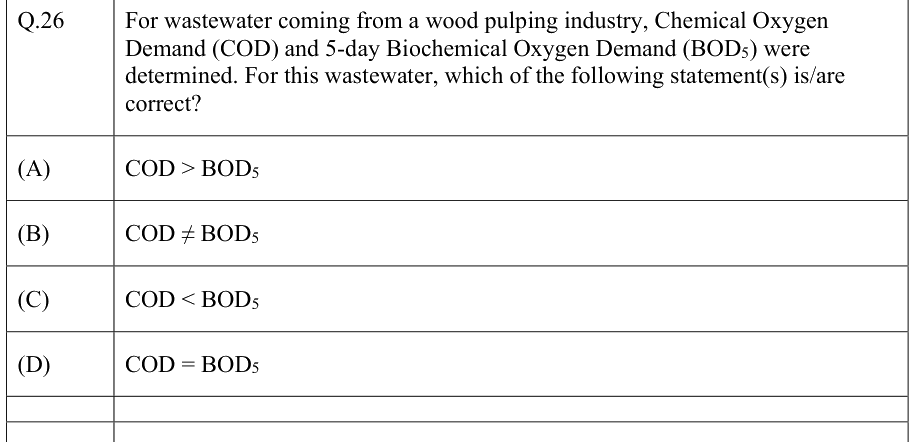 Q.26 For wastewater coming from a wood pulping industry, Chemical Oxygen
Demand (COD) and 5-day Biochemical Oxygen Demand (BOD₅) were
determined. For this wastewater, which of the following statement(s) is/are
correct?
(A) COD > BOD₅
(B) COD ≠ BOD₅
(C) COD < BOD₅
(D) COD = BOD₅